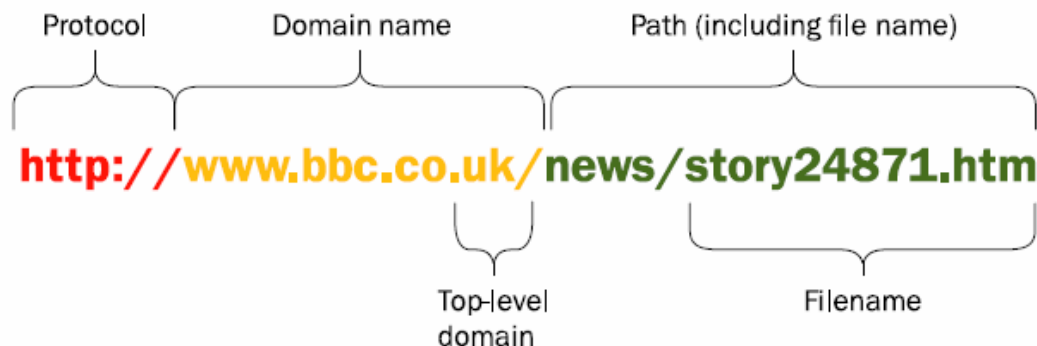 Protocol Domain name Path (including file name)
http://www.bbc.co.uk/news/story24871.htm
Top-level Filename
domain